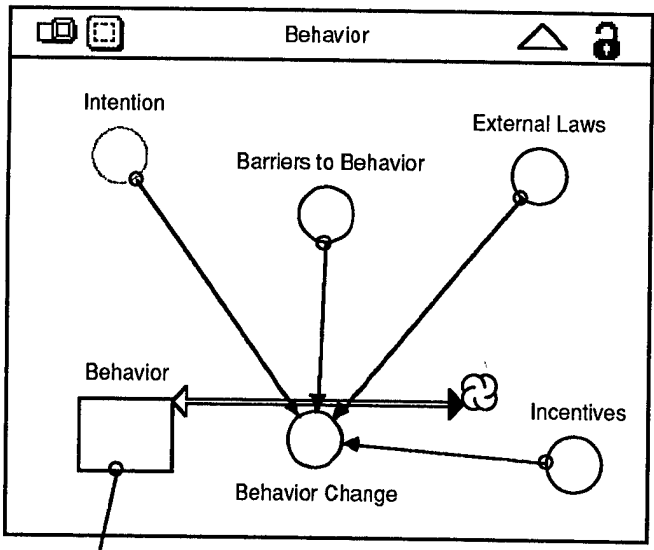 Behavior
Intention
External Laws
Barriers to Behavior
Behavior
Incentives
Behavior Change